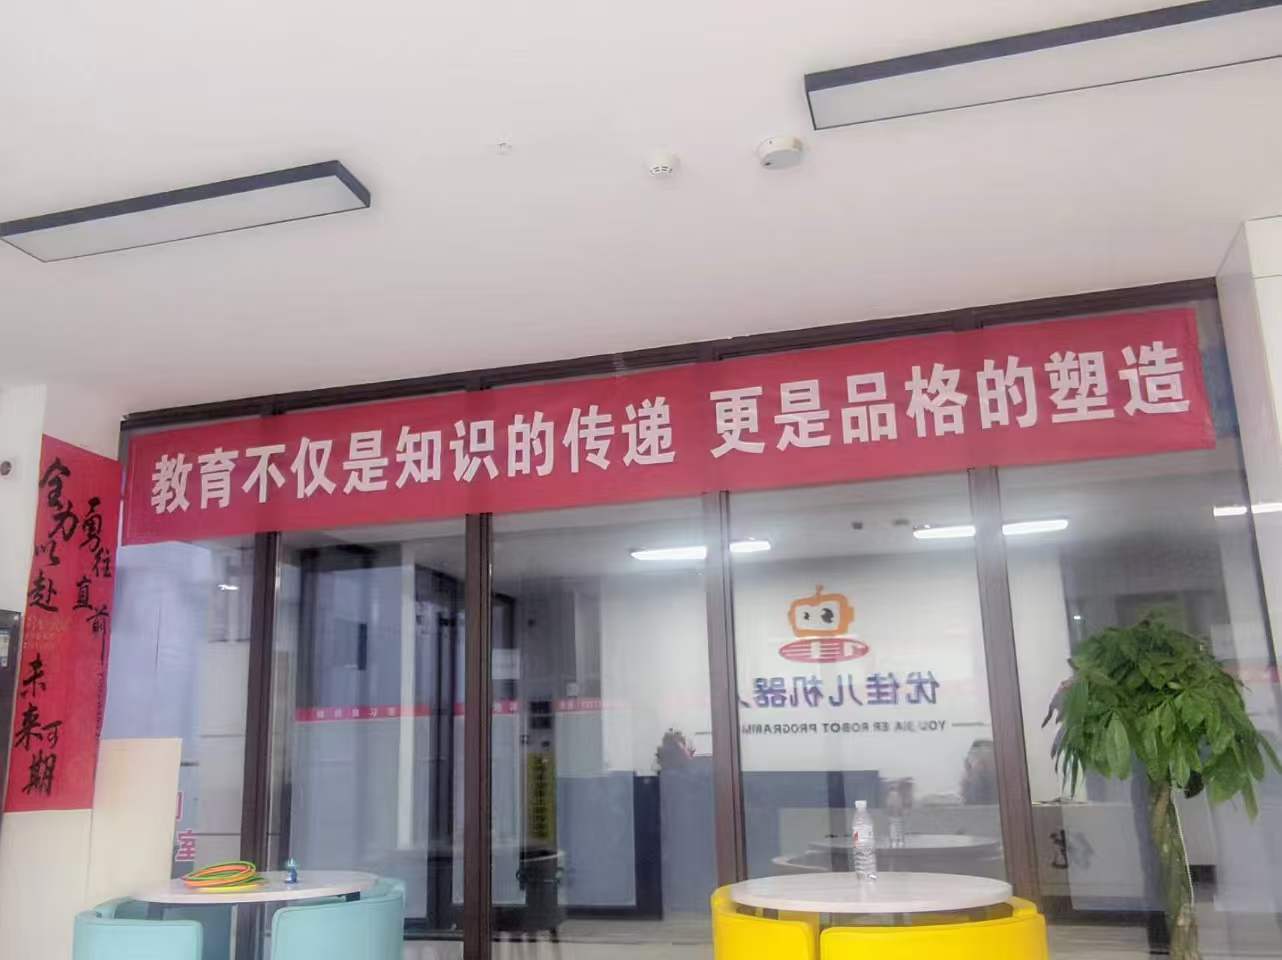 教育不仅是知识的传递 更是品格的塑造
全力以赴
勇往直前
未来可期
优佳儿机器
YOU JIA ER ROBOT PROGRAMM
室